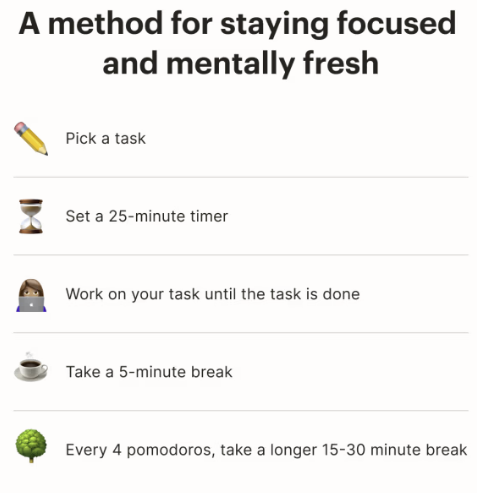 A method for staying focused
and mentally fresh
Pick a task
Set a 25-minute timer
Work on your task until the task is done
Take a 5-minute break
Every 4 pomodoros, take a longer 15-30 minute break